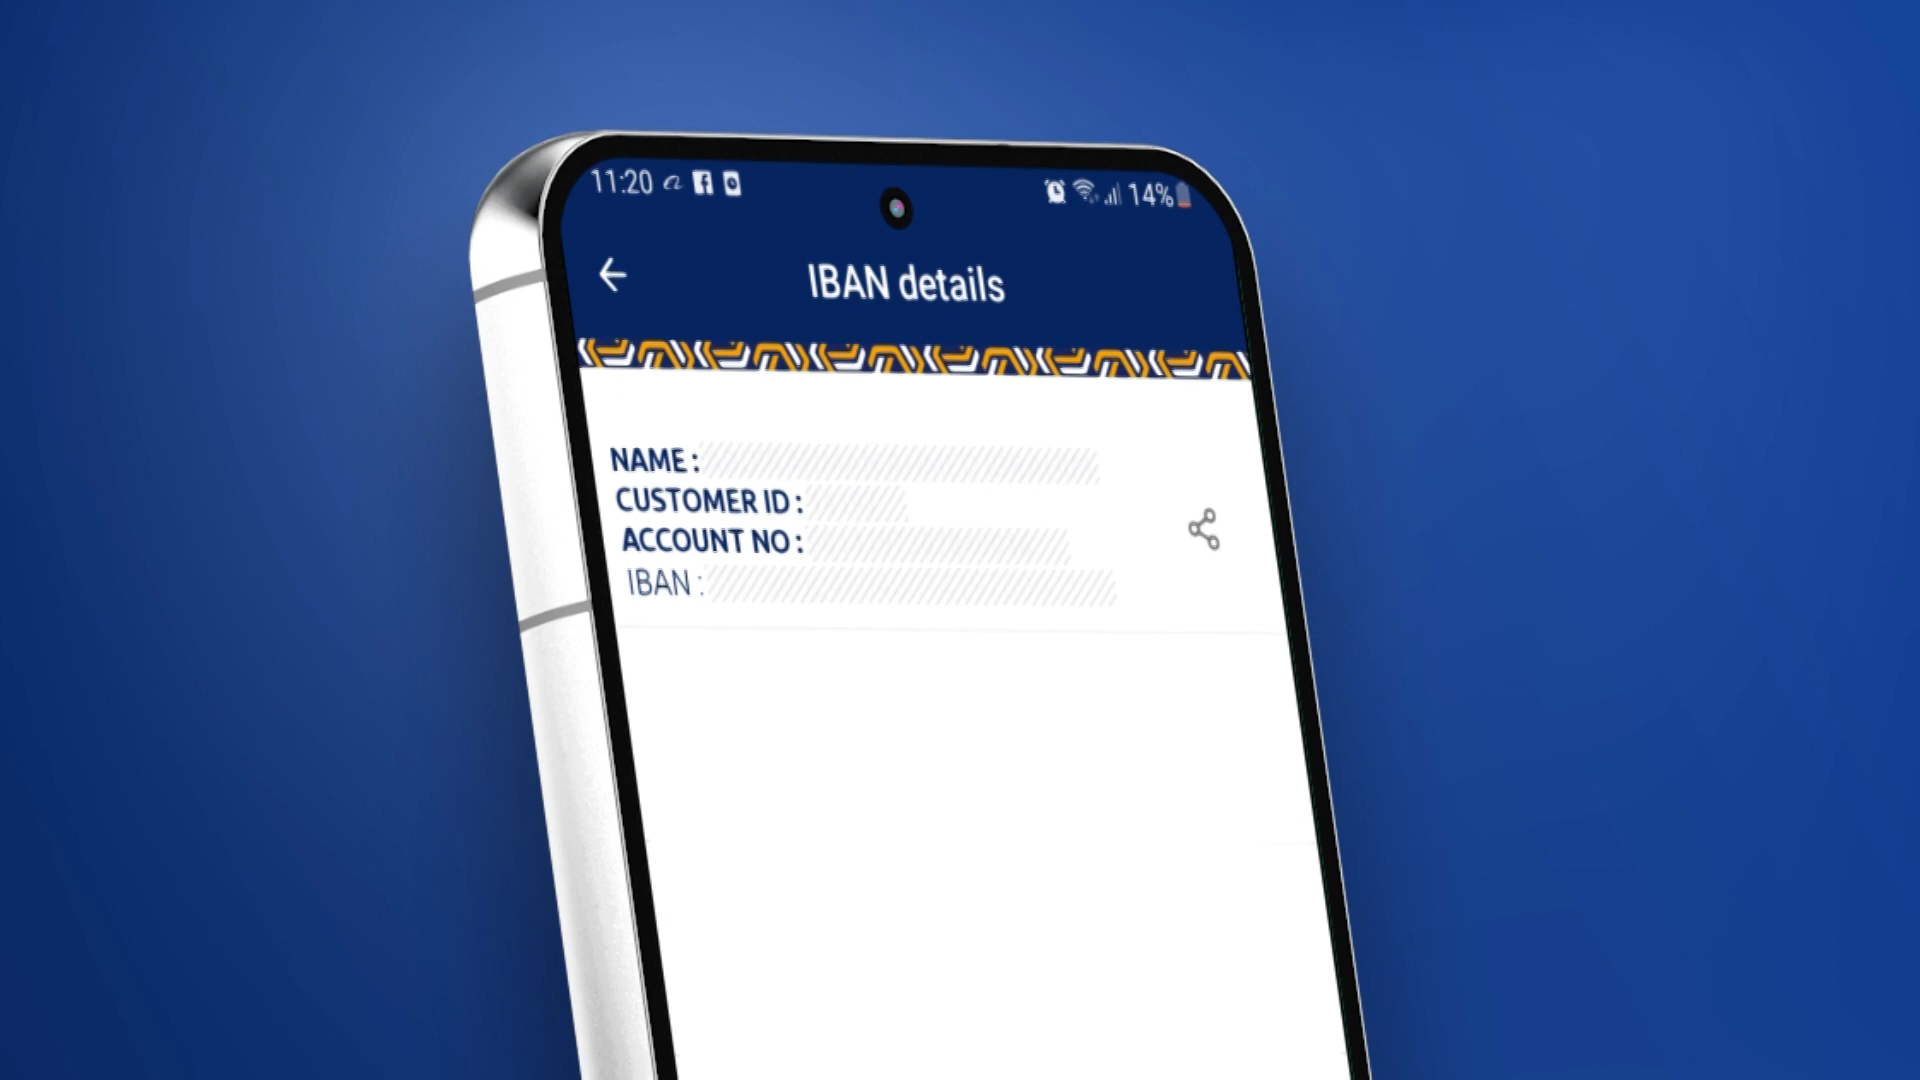 11:20
14%
IBAN details
NAME :
CUSTOMER ID :
ACCOUNT NO :
IBAN :